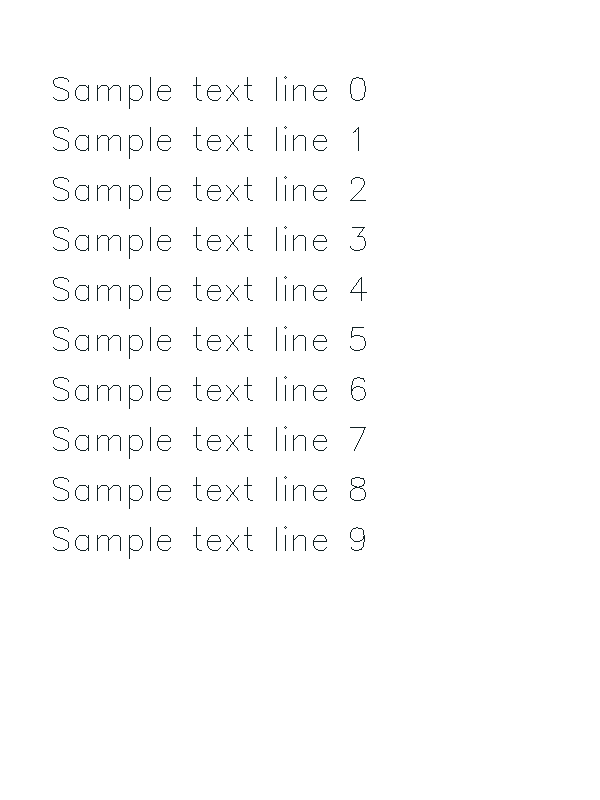 Sample text line 0
Sample text line 1
Sample text line 2
Sample text line 3
Sample text line 4
Sample text line 5
Sample text line 6
Sample text line 7
Sample text line 8
Sample text line 9